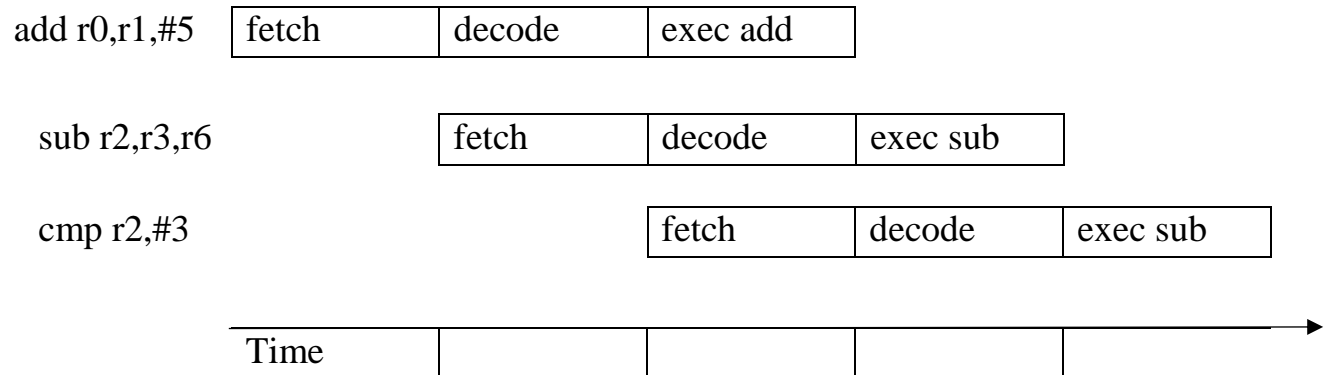 add r0,r1,#5 fetch decode exec add
sub r2,r3,r6 fetch decode exec sub
cmp r2,#3 fetch decode exec sub
Time